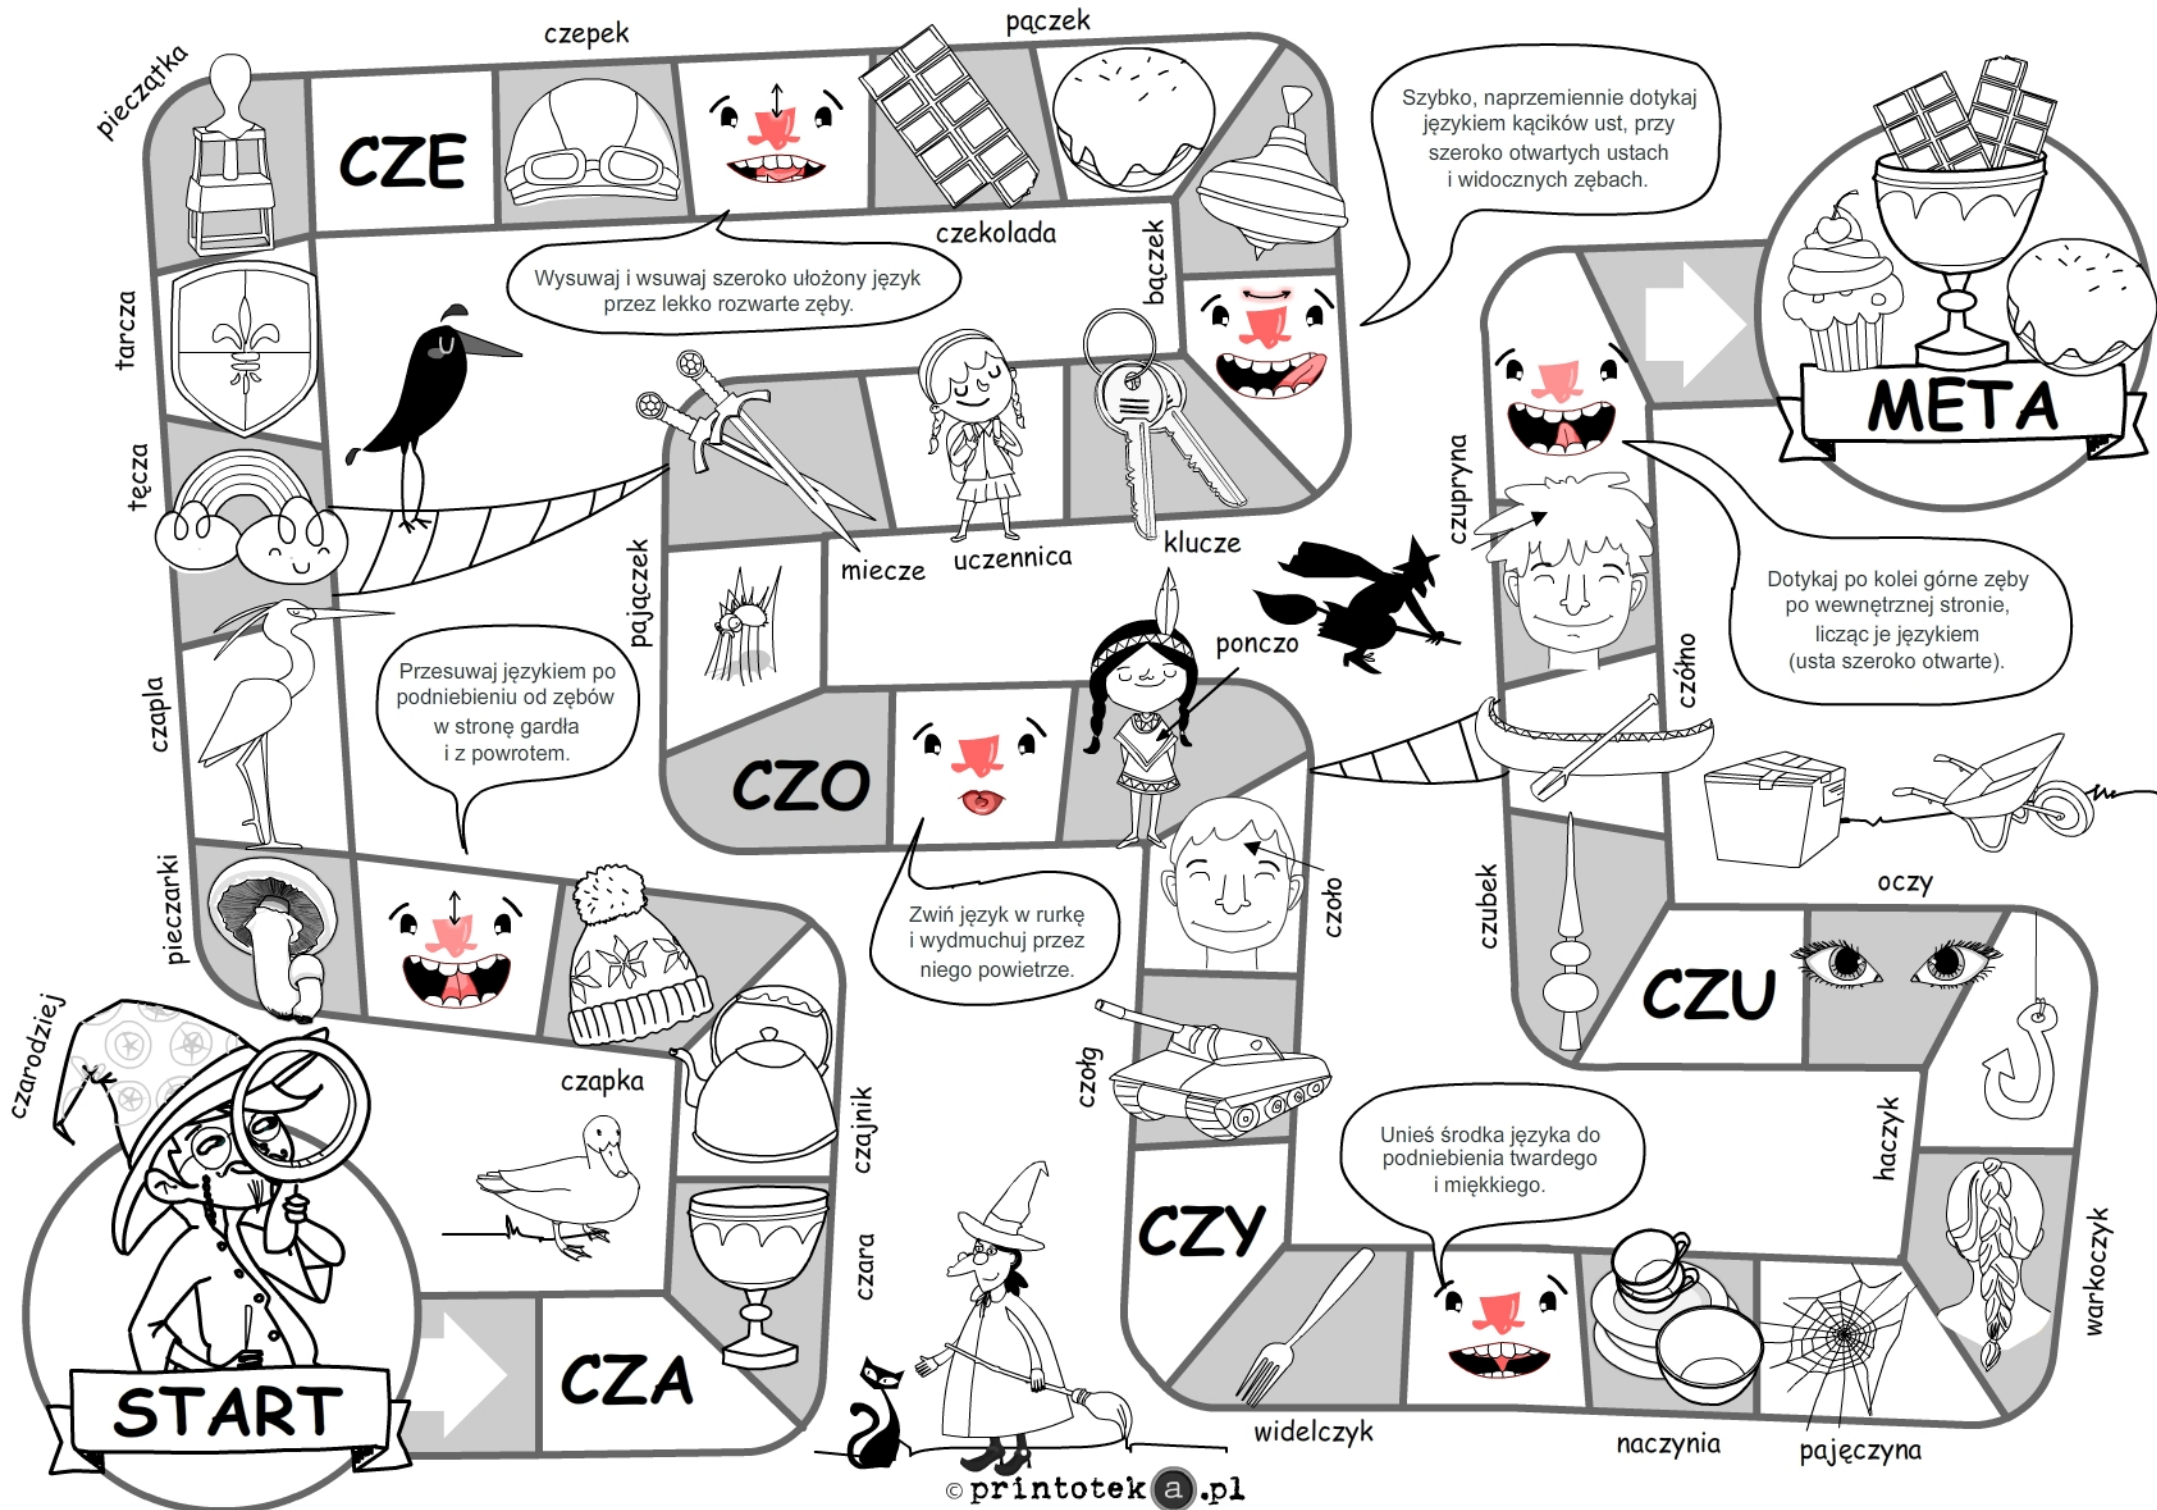 START
czarodziej
CZA
czara
czajnik
czapka
Przesuwaj językiem po
podniebieniu od zębów
w stronę gardła
i z powrotem.
pieczarki
czapla
tęcza
tarcza
pieczątka
CZE
czepek
Wysuwaj i wsuwaj szeroko ułożony język
przez lekko rozwarte zęby.
czekolada
pączek
bączek
Szybko, naprzemiennie dotykaj
językiem kącików ust, przy
szeroko otwartych ustach
i widocznych zębach.
klucze
uczennica
miecze
pajączek
CZO
Zwiń język w rurkę
i wydmuchuj przez
niego powietrze.
ponczo
czoło
czołg
CZY
widelczyk
Unieś środka języka do
podniebienia twardego
i miękkiego.
naczynia
pajęczyna
warkoczyk
haczyk
oczy
CZU
czubek
czółno
czupryna
Dotykaj po kolei górne zęby
po wewnętrznej stronie,
licząc je językiem
(usta szeroko otwarte).
META
© printoteka.pl